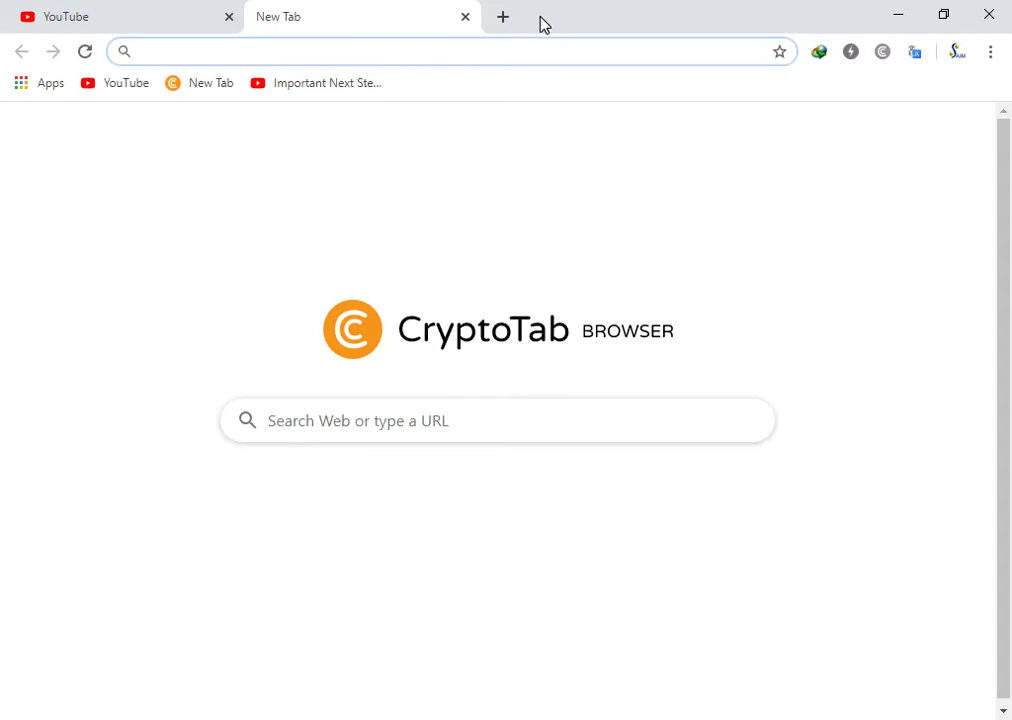 YouTube
New Tab
Apps
YouTube
New Tab
Important Next Ste...
CryptoTab BROWSER
Search Web or type a URL